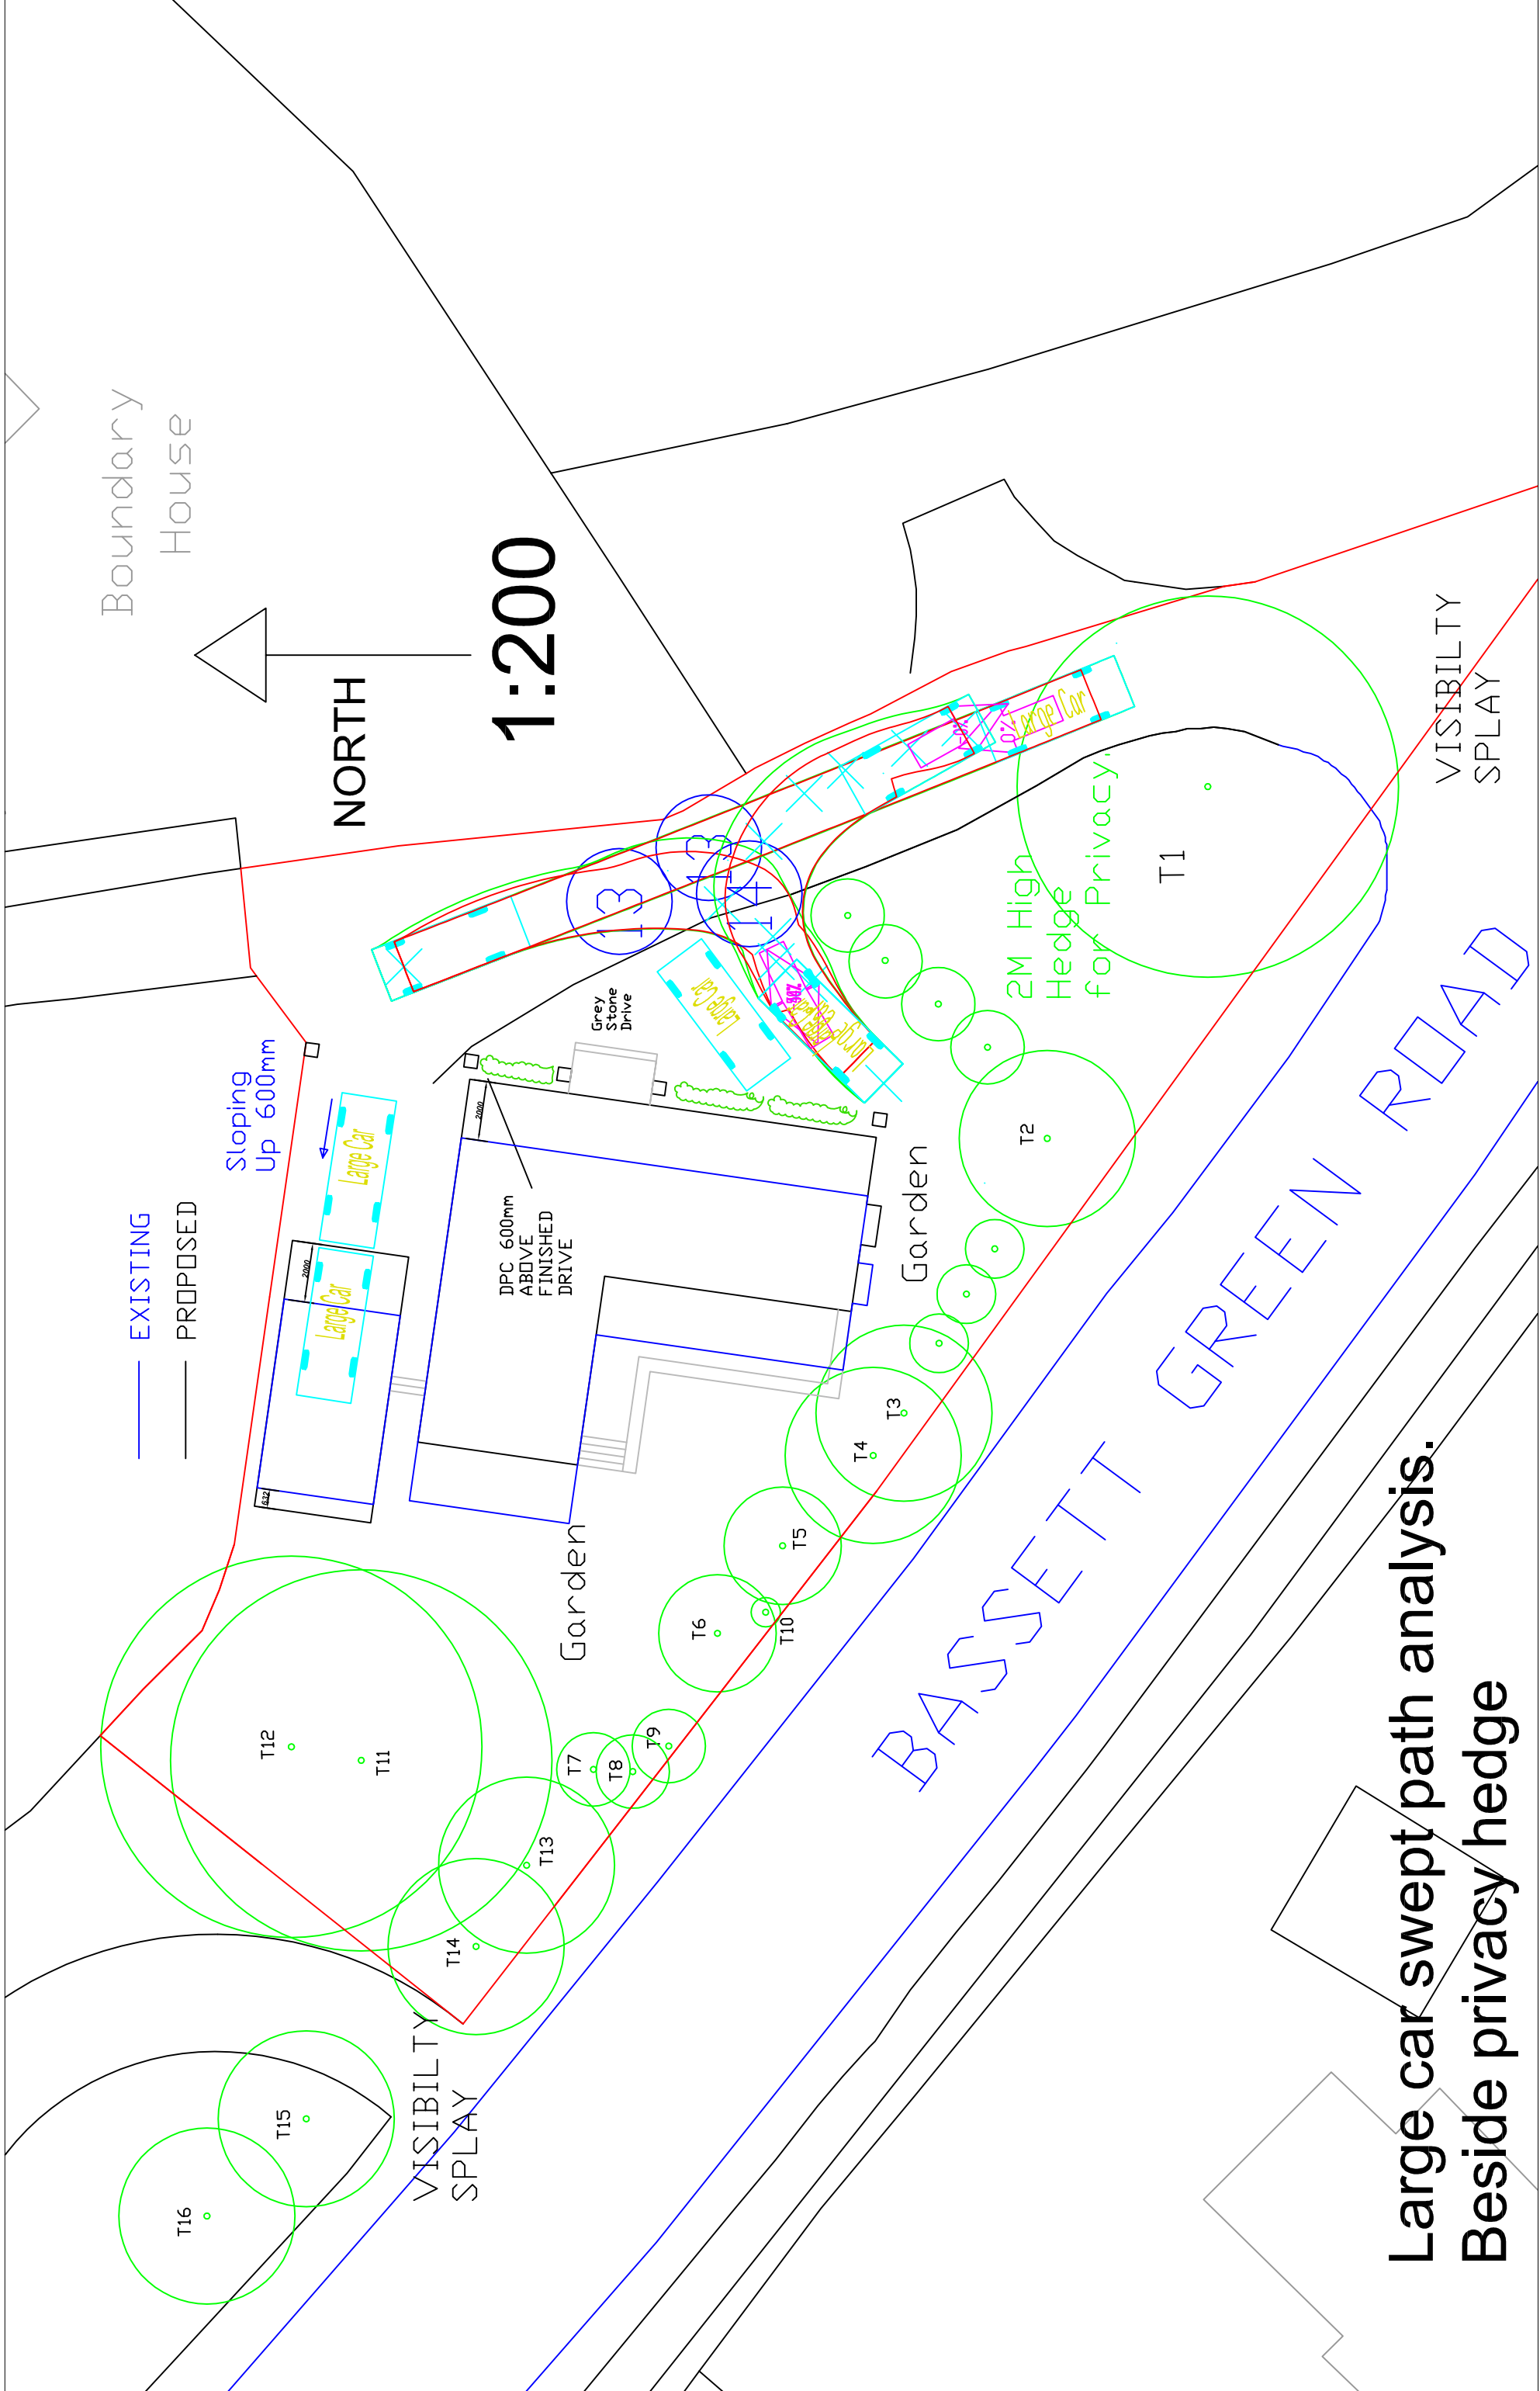 Boundary
House
NORTH
1:200
EXISTING
PROPOSED
Sloping
Up 600mm
Large Car
Large Car
2000
632
2000
DPC 600mm
ABOVE
FINISHED
DRIVE
Grey
Stone
Drive
Large Car
Large Car
13
13
14
Garden
Garden
2M High
Hedge
for Privacy.
T1
T2
T3
T4
T5
T6
T10
T9
T8
T7
T11
T12
T13
T14
T15
T16
VISIBILTY
SPLAY
VISIBILTY
SPLAY
BASSETT GREEN ROAD
Large car swept path analysis.
Beside privacy hedge